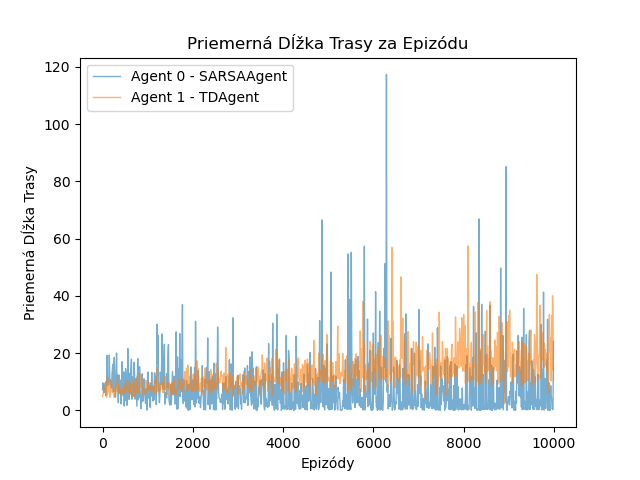 Priemerná Dĺžka Trasy za Epizódu
Agent 0 - SARSAAgent
Agent 1 - TDAgent
Priemerná Dĺžka Trasy
120
100
80
60
40
20
0
0 2000 4000 6000 8000 10000
Epizódy